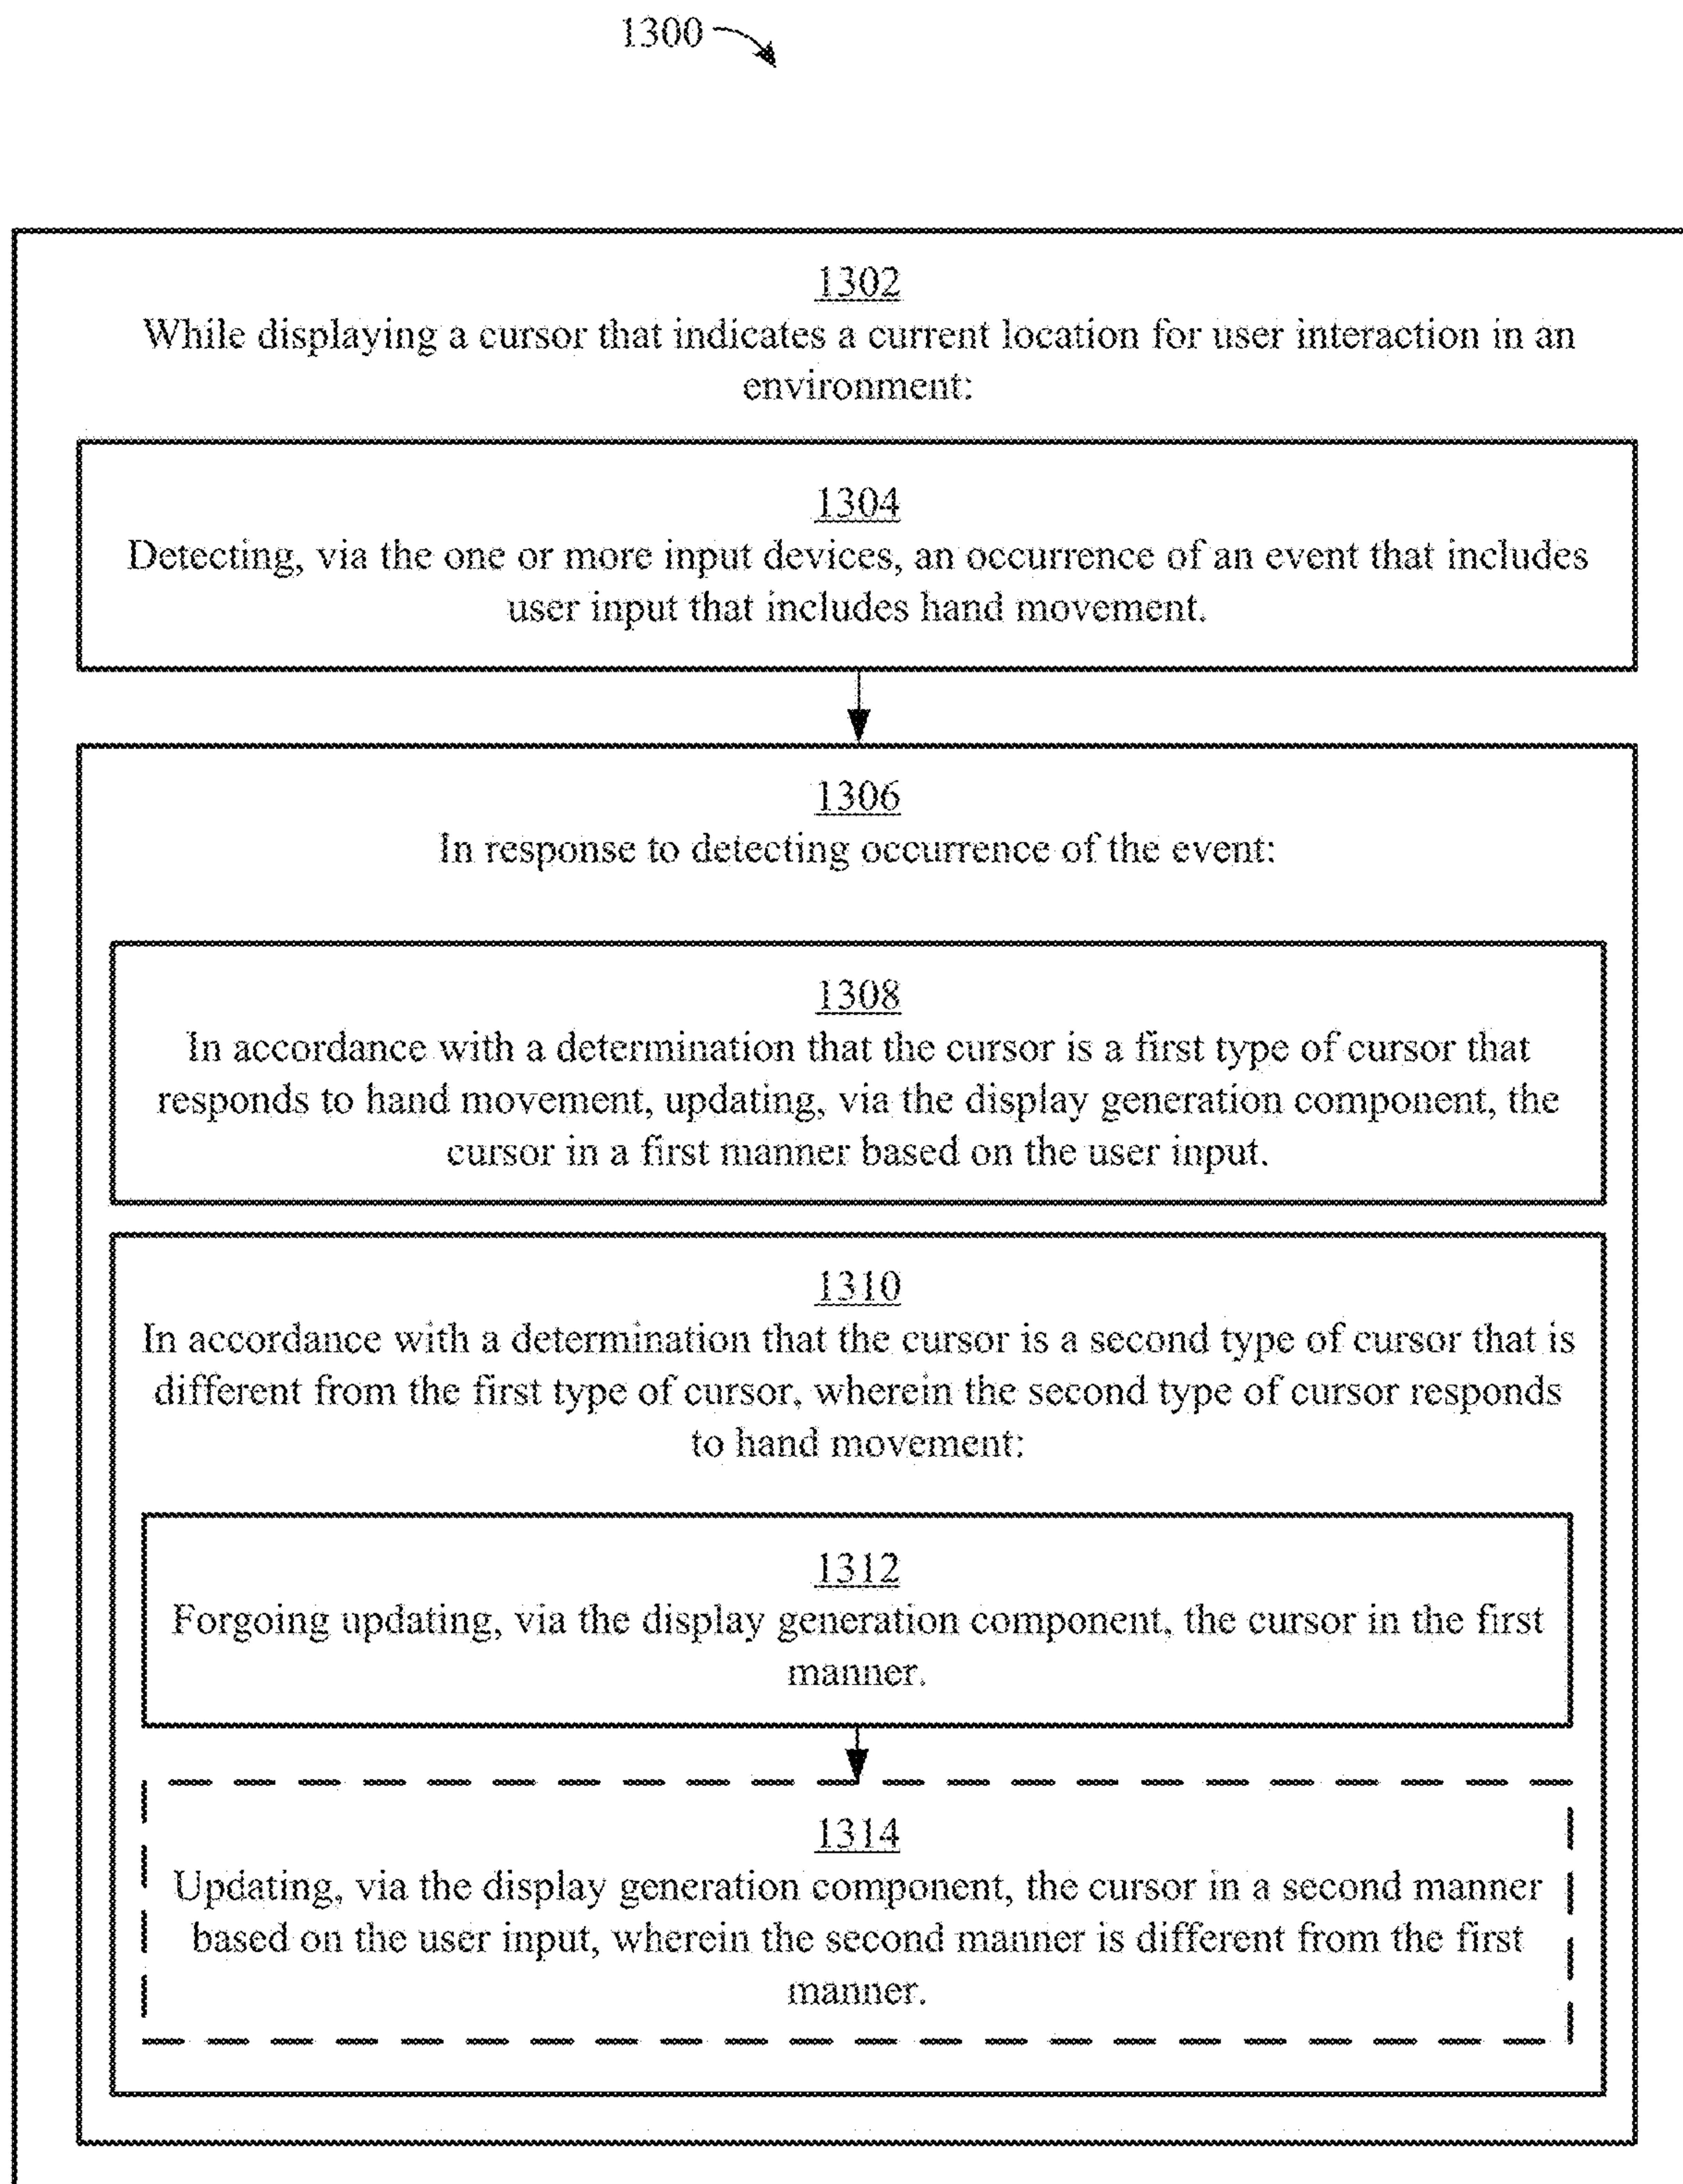 1300
1302
While displaying a cursor that indicates a current location for user interaction in an
environment:
1304
Detecting, via the one or more input devices, an occurrence of an event that includes
user input that includes hand movement.
1306
In response to detecting occurrence of the event:
1308
In accordance with a determination that the cursor is a first type of cursor that
responds to hand movement, updating, via the display generation component, the
cursor in a first manner based on the user input.
1310
In accordance with a determination that the cursor is a second type of cursor that is
different from the first type of cursor, wherein the second type of cursor responds
to hand movement:
1312
Forgoing updating, via the display generation component, the cursor in the first
manner.
1314
Updating, via the display generation component, the cursor in a second manner
based on the user input, wherein the second manner is different from the first
manner.